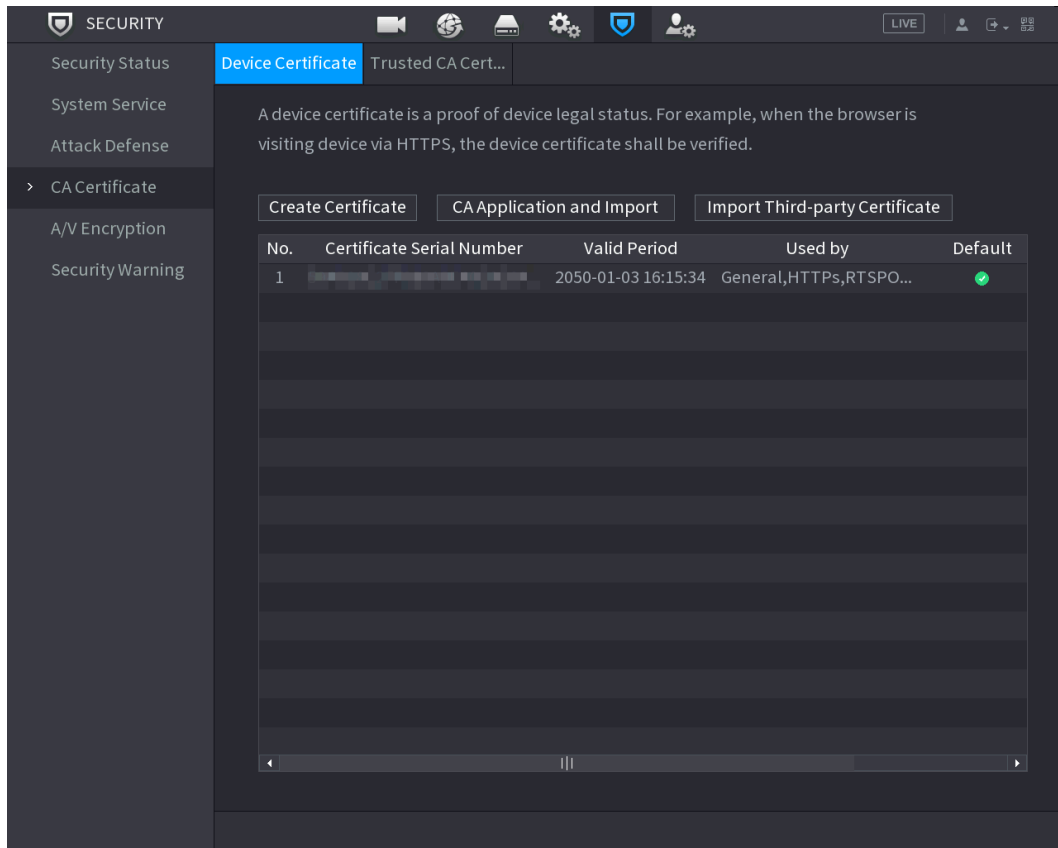 SECURITY
LIVE
Security Status
System Service
Attack Defense
CA Certificate
A/V Encryption
Security Warning
Device Certificate Trusted CA Cert...
A device certificate is a proof of device legal status. For example, when the browser is
visiting device via HTTPS, the device certificate shall be verified.
Create Certificate CA Application and Import Import Third-party Certificate
No. Certificate Serial Number Valid Period Used by Default
1 2050-01-03 16:15:34 General,HTTPs,RTSPO...